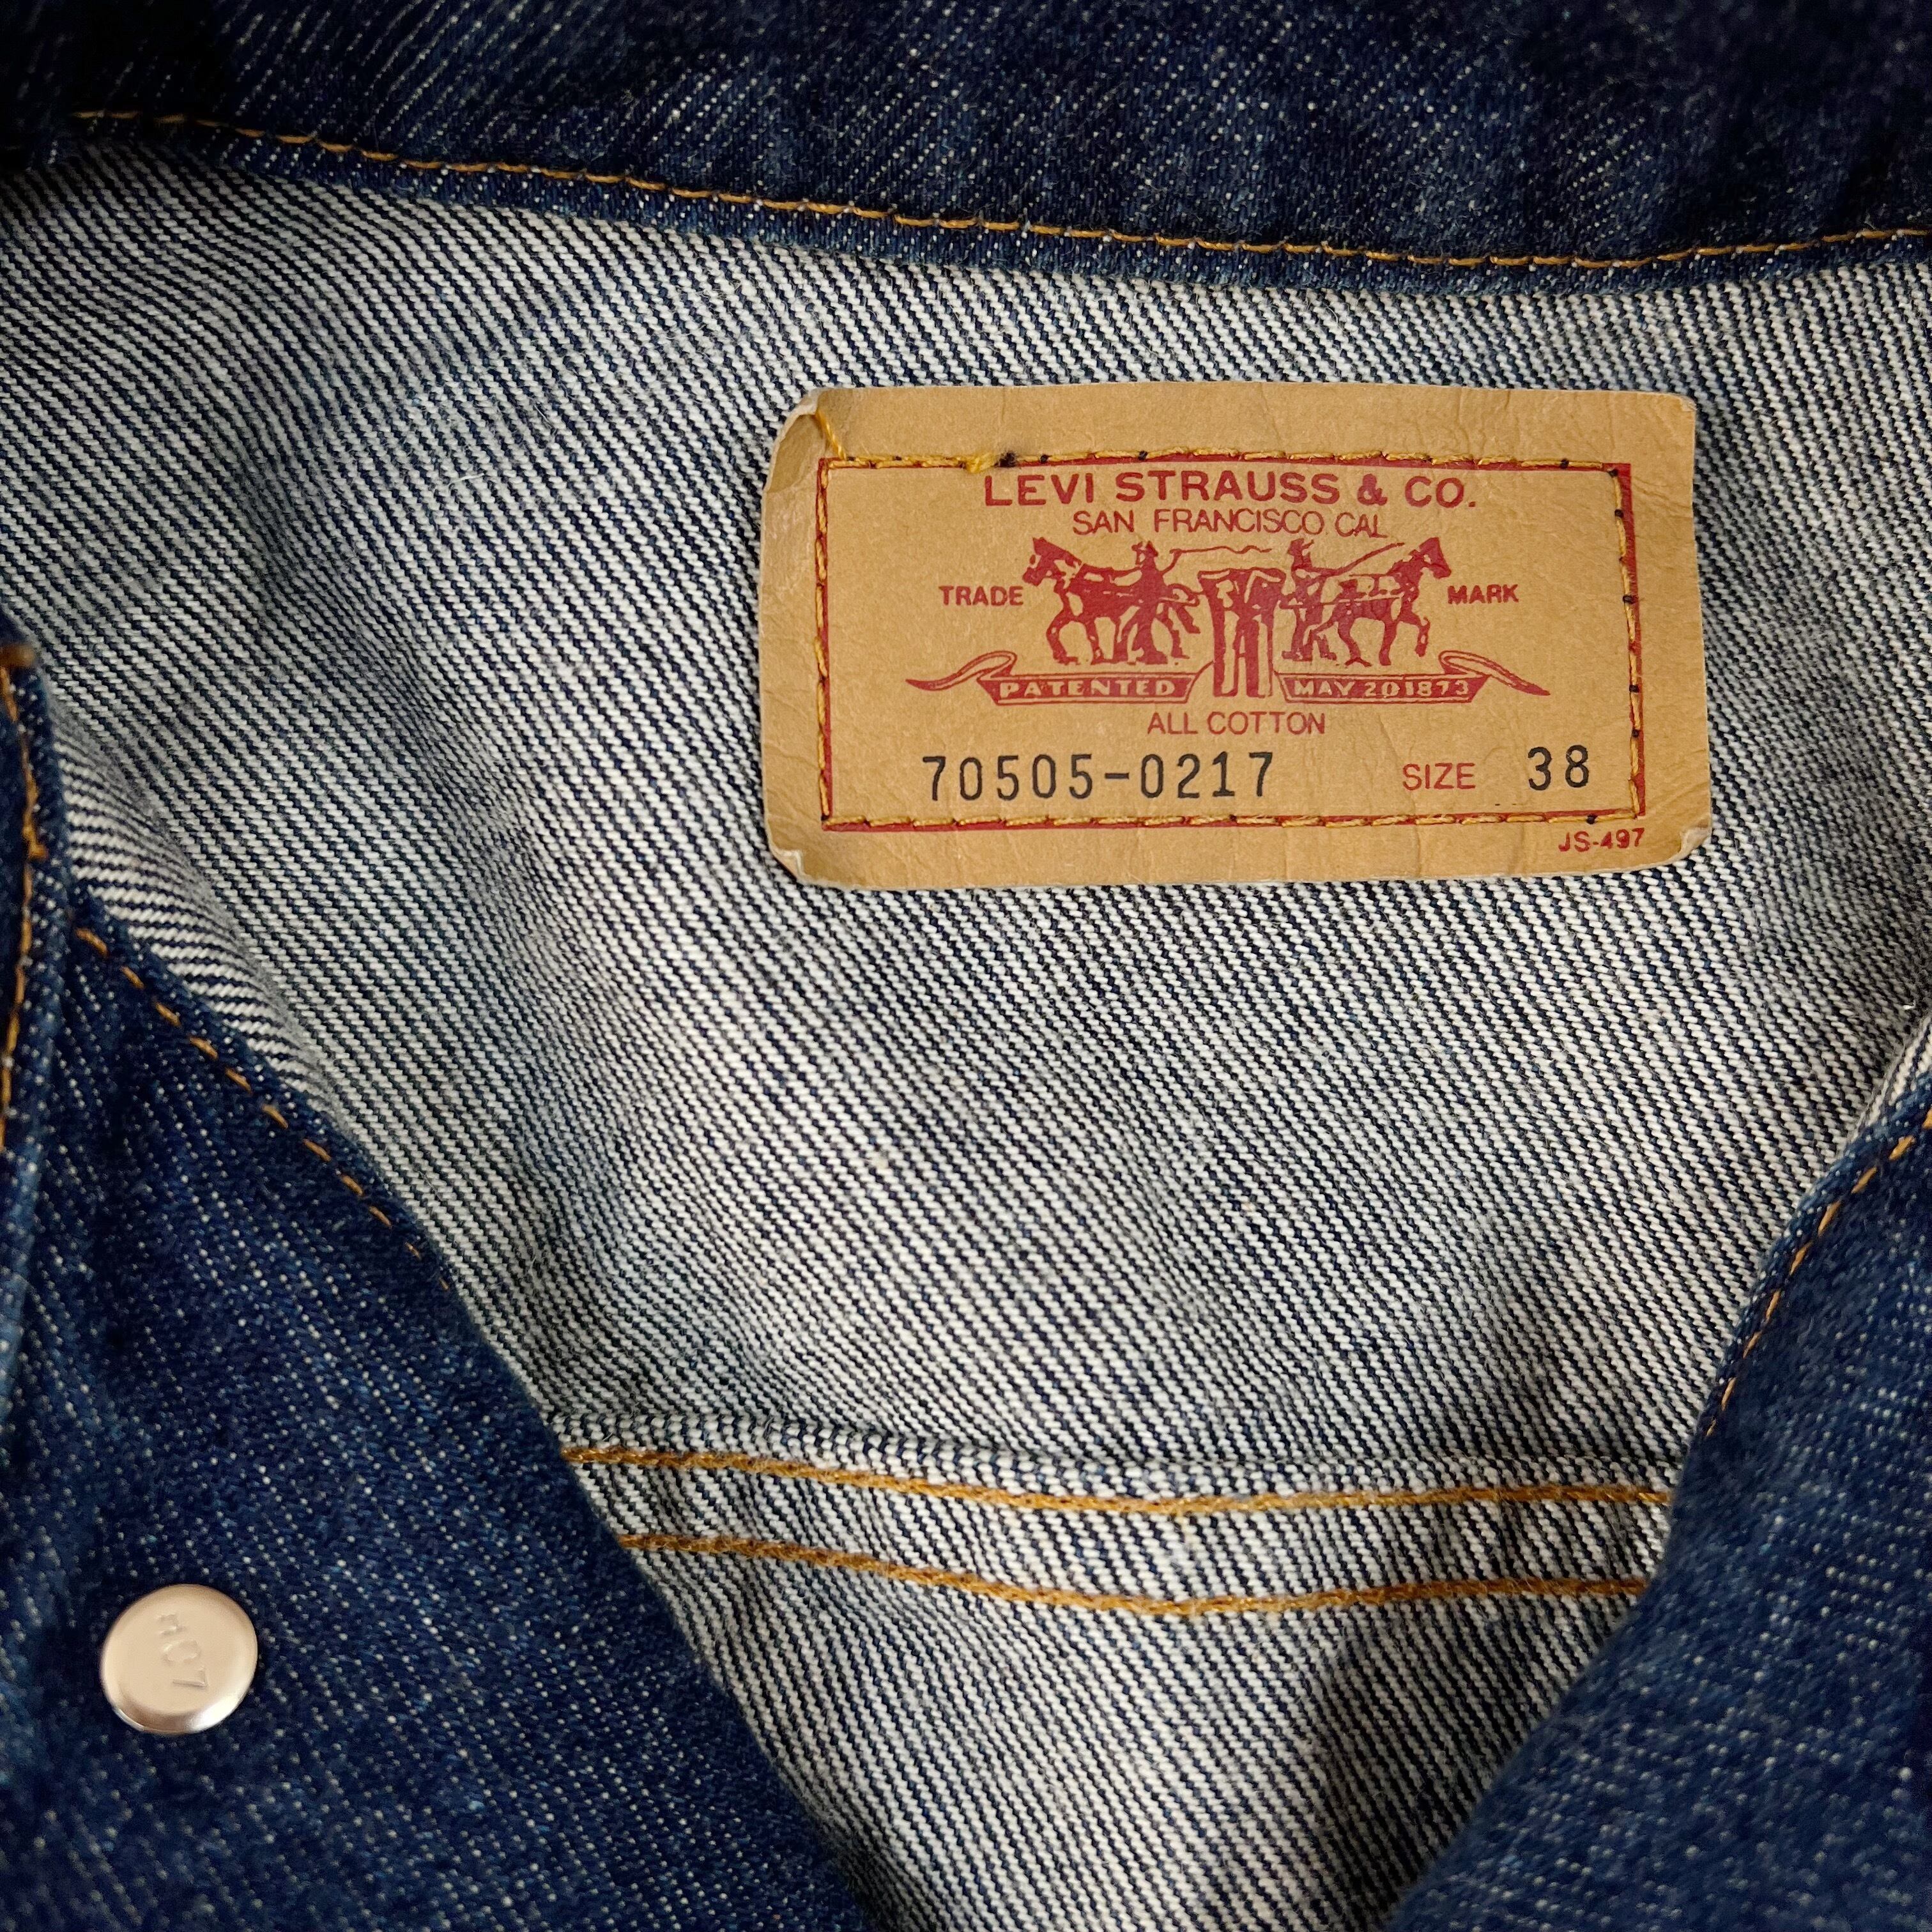 LEVI STRAUSS & CO.
SAN FRANCISCO CAL
TRADE MARK
PATENTED MAY 20 1873
ALL COTTON
70505-0217 SIZE 38
JS-497